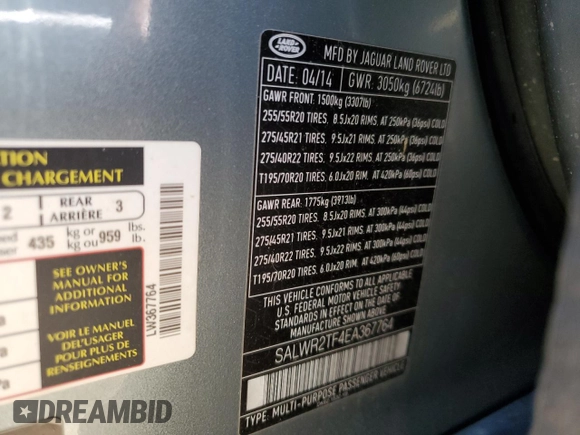 LAND ROVER
MFD BY JAGUAR LAND ROVER LTD
DATE: 04/14 GWR: 3050kg (6724lb)
GAWR FRONT. 1500kg (3307lb)
255/55R20 TIRES. 8.5Jx20 RIMS. AT 250kPa (36psi) COLD
275/45R21 TIRES. 9.5Jx21 RIMS. AT 250kPa (36psi) COLD
275/40R22 TIRES. 9.5Jx22 RIMS. AT 250kPa (36psi) COLD
T195/70R20 TIRES. 6.0Jx20 RIM. AT 420kPa (60psi) COLD
GAWR REAR. 1775kg (3913lb)
255/55R20 TIRES. 8.5Jx20 RIMS. AT 300kPa (44psi) COLD
275/45R21 TIRES. 9.5Jx21 RIMS. AT 300kPa (44psi) COLD
275/40R22 TIRES. 9.5Jx22 RIMS. AT 300kPa (44psi) COLD
T195/70R20 TIRES. 6.0Jx20 RIM. AT 420kPa (60psi) COLD
THIS VEHICLE CONFORMS TO ALL APPLICABLE
U.S. FEDERAL MOTOR VEHICLE SAFETY,
STANDARDS IN EFFECT ON THE DATE OF
MANUFACTURE SHOWN ABOVE.
SALWR2TF4EA367764
TYPE: MULTI-PURPOSE PASSENGER VEHICLE
TION
CHARGEMENT
2 REAR ARRIÈRE 3
435 kg or kg ou 959 lbs. lb.
SEE OWNER'S
MANUAL FOR
ADDITIONAL
INFORMATION
VOIR LE MANUEL
DE L'USAGER
POUR PLUS DE
RENSEIGNEMENTS
LW367764
DREAMBID